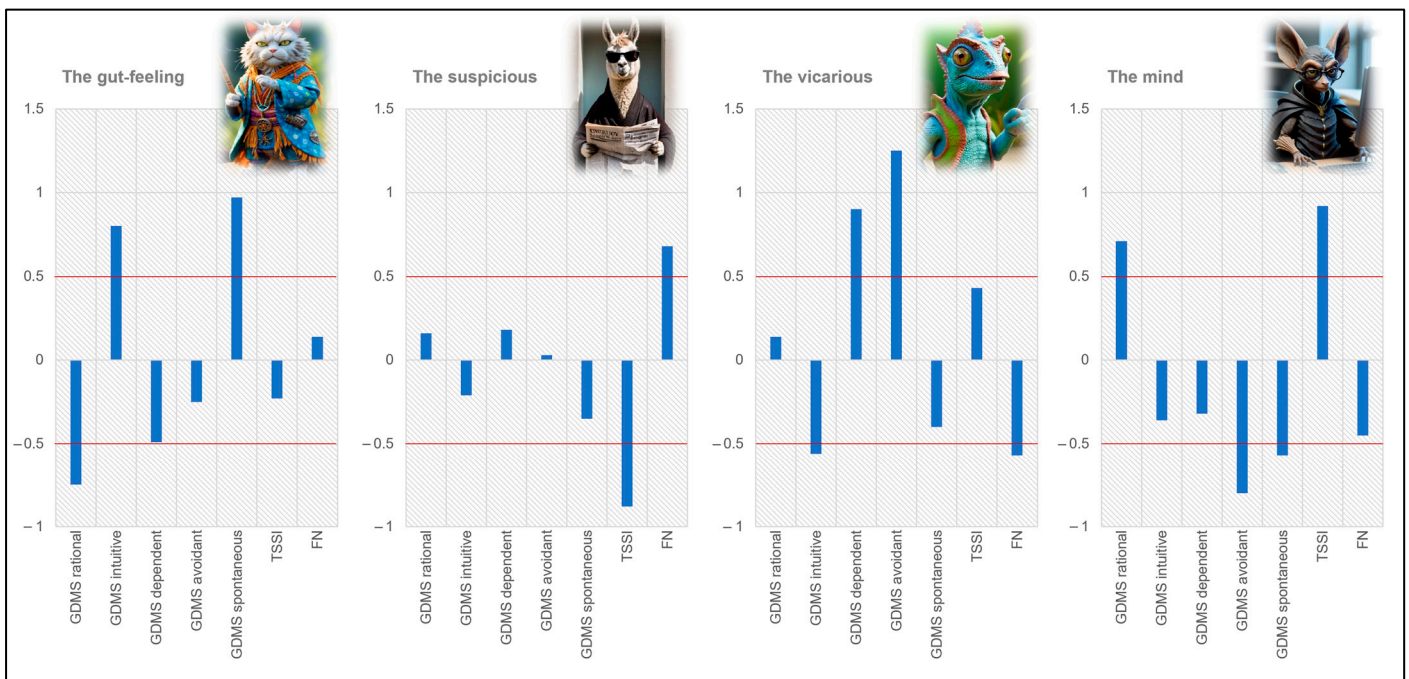 The gut-feeling
1.5
1
0.5
0
−0.5
−1
GDMS rational
GDMS intuitive
GDMS dependent
GDMS avoidant
GDMS spontaneous
TSSI
FN
The suspicious
1.5
1
0.5
0
−0.5
−1
GDMS rational
GDMS intuitive
GDMS dependent
GDMS avoidant
GDMS spontaneous
TSSI
FN
The vicarious
1.5
1
0.5
0
−0.5
−1
GDMS rational
GDMS intuitive
GDMS dependent
GDMS avoidant
GDMS spontaneous
TSSI
FN
The mind
1.5
1
0.5
0
−0.5
−1
GDMS rational
GDMS intuitive
GDMS dependent
GDMS avoidant
GDMS spontaneous
TSSI
FN